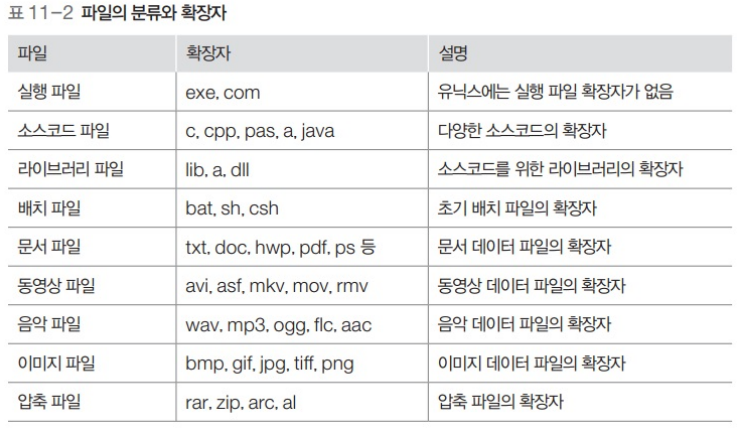 표 11-2 파일의 분류와 확장자
파일 확장자 설명
실행 파일 exe, com 유닉스에는 실행 파일 확장자가 없음
소스코드 파일 c, cpp, pas, a, java 다양한 소스코드의 확장자
라이브러리 파일 lib, a, dll 소스코드를 위한 라이브러리의 확장자
배치 파일 bat, sh, csh 초기 배치 파일의 확장자
문서 파일 txt, doc, hwp, pdf, ps 등 문서 데이터 파일의 확장자
동영상 파일 avi, asf, mkv, mov, rmv 동영상 데이터 파일의 확장자
음악 파일 wav, mp3, ogg, flc, aac 음악 데이터 파일의 확장자
이미지 파일 bmp, gif, jpg, tiff, png 이미지 데이터 파일의 확장자
압축 파일 rar, zip, arc, al 압축 파일의 확장자